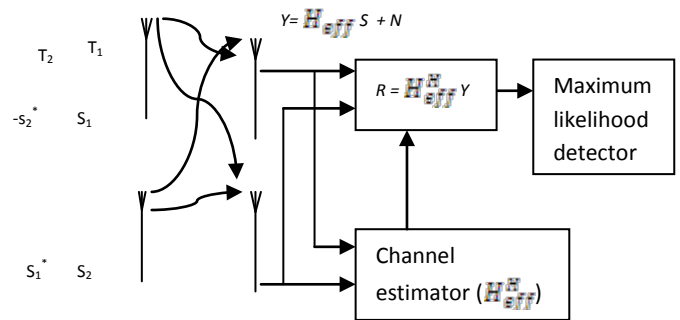 Y= H_eff S + N
T₂ T₁
-s₂* S₁
R = H_eff^H Y
Maximum
likelihood
detector
S₁* S₂
Channel
estimator (H_eff^H)